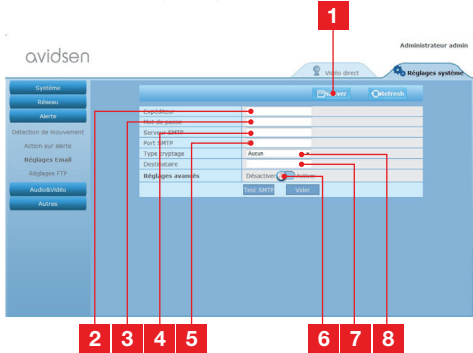 1
Administrateur admin
avidsen
Vidéo direct
Réglages système
Système
Refresh
Réseau
Alerte
Expéditeur
Mot de passe
Détection de mouvement
Serveur SMTP
Port SMTP
Action sur alerte
Type cryptage
Aucun
Réglages Email
Destinataire
Réglages FTP
Réglages avancés
Désactiver
Activer
Audio&Vidéo
Test SMTP
Vider
Autres
2
3
4
5
6
7
8